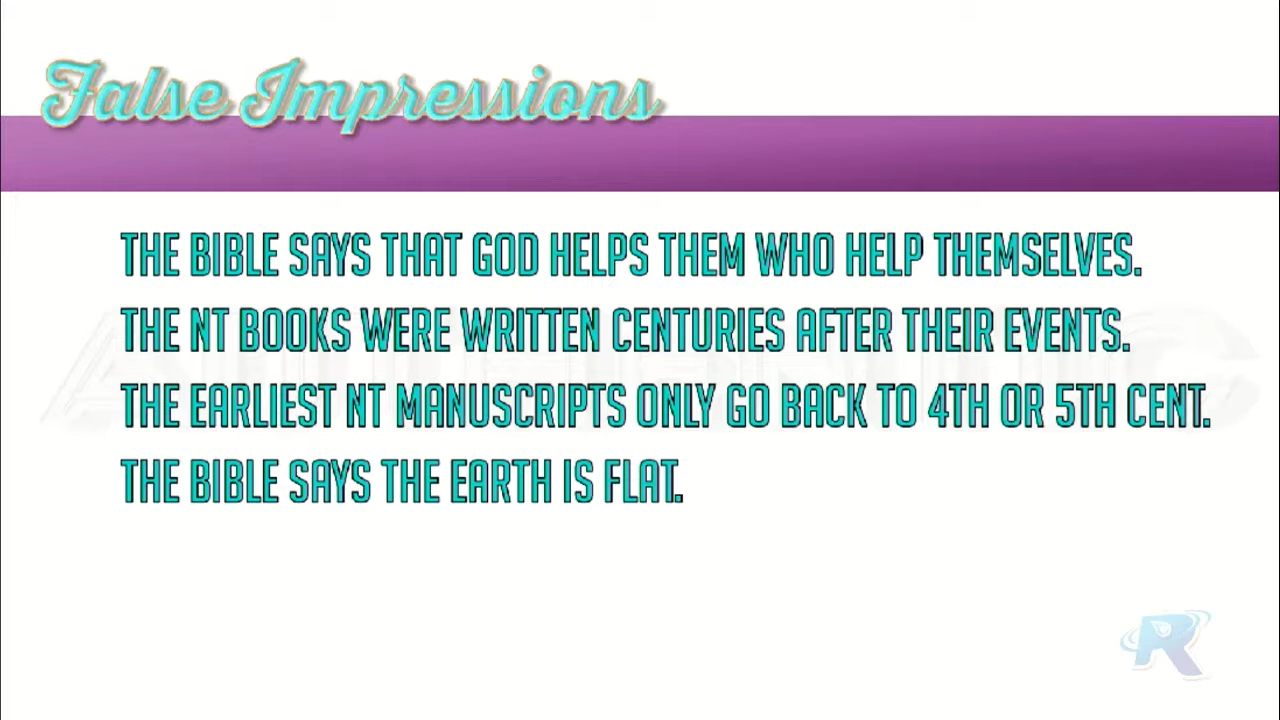 False Impressions
THE BIBLE SAYS THAT GOD HELPS THEM WHO HELP THEMSELVES.
THE NT BOOKS WERE WRITTEN CENTURIES AFTER THEIR EVENTS.
THE EARLIEST NT MANUSCRIPTS ONLY GO BACK TO 4TH OR 5TH CENT.
THE BIBLE SAYS THE EARTH IS FLAT.
R